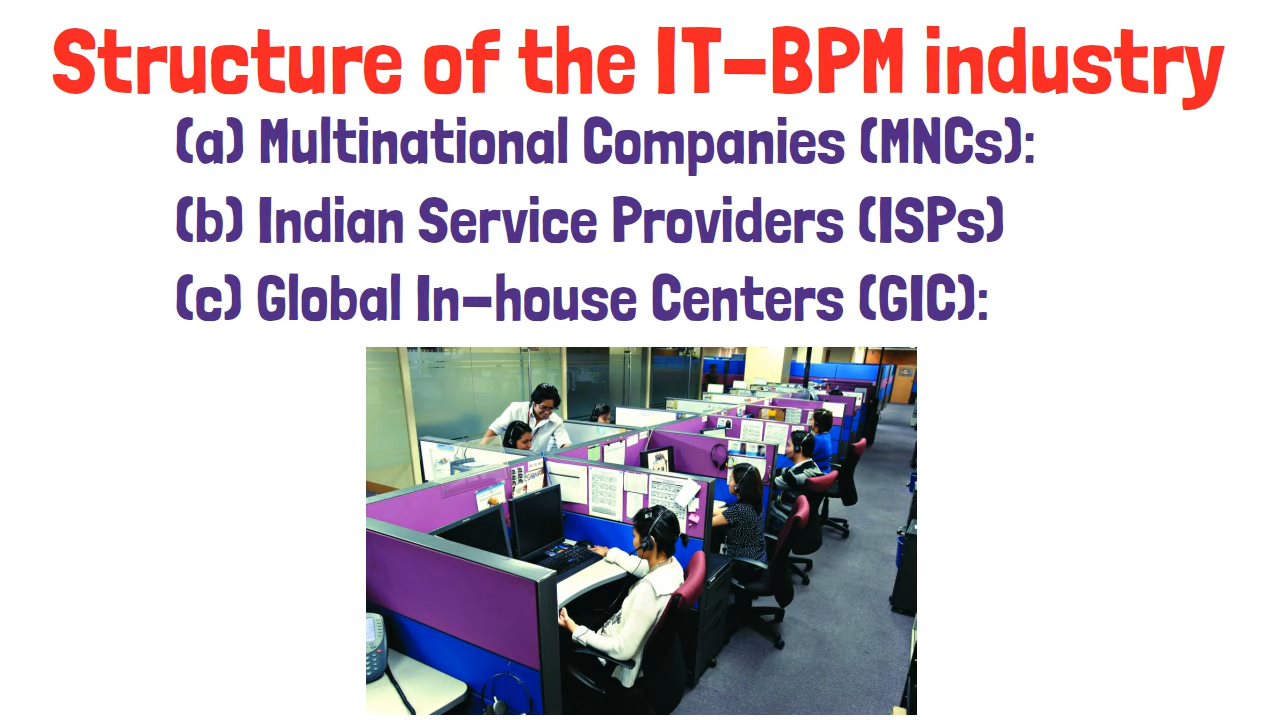 Structure of the IT-BPM industry
(a) Multinational Companies (MNCs):
(b) Indian Service Providers (ISPs)
(c) Global In-house Centers (GIC):